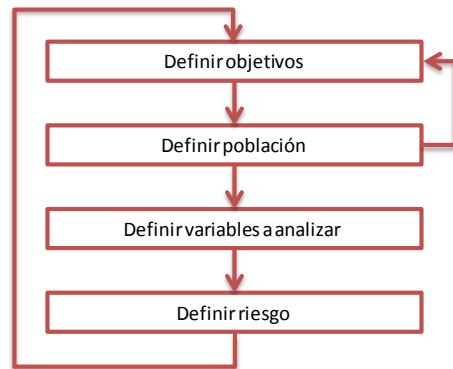 Definir objetivos
Definir población
Definir variables a analizar
Definir riesgo